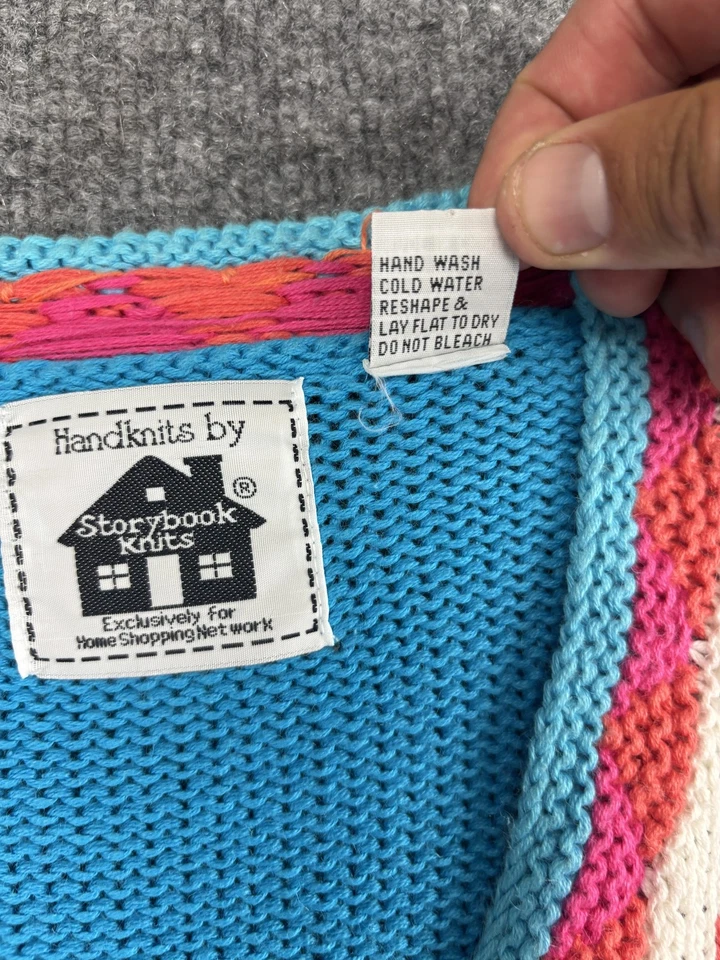 HAND WASH
COLD WATER
RESHAPE &
LAY FLAT TO DRY
DO NOT BLEACH
Handknits by
®
Storybook
Knits
Exclusively for
Home Shopping Network